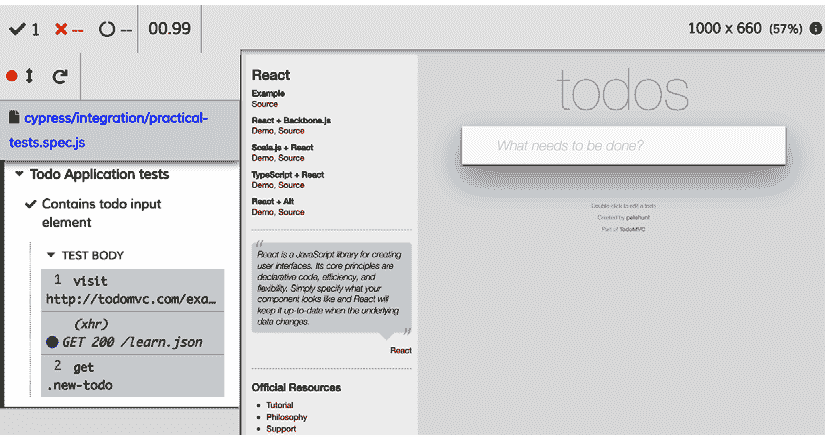 1 -- -- 00.99
1000 x 660 (57%)
cypress/integration/practical-
tests.spec.js
Todo Application tests
Contains todo input
element
TEST BODY
1 visit
http://todomvc.com/exa…
(xhr)
GET 200 /learn.json
2 get
.new-todo
React
Example
Source
React + Backbone.js
Demo, Source
Scala.js + React
Demo, Source
TypeScript + React
Demo, Source
React + Alt
Demo, Source
“
React is a JavaScript library for creating
user interfaces. Its core principles are
declarative code, efficiency, and
flexibility. Simply specify what your
component looks like and React will
keep it up-to-date when the underlying
data changes.
”
React
Official Resources
Tutorial
Philosophy
Support
todos
What needs to be done?
Double-click to edit a todo
Created by petehunt
Part of TodoMVC